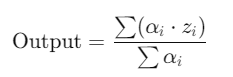 Output = ∑(αᵢ · zᵢ) / ∑ αᵢ